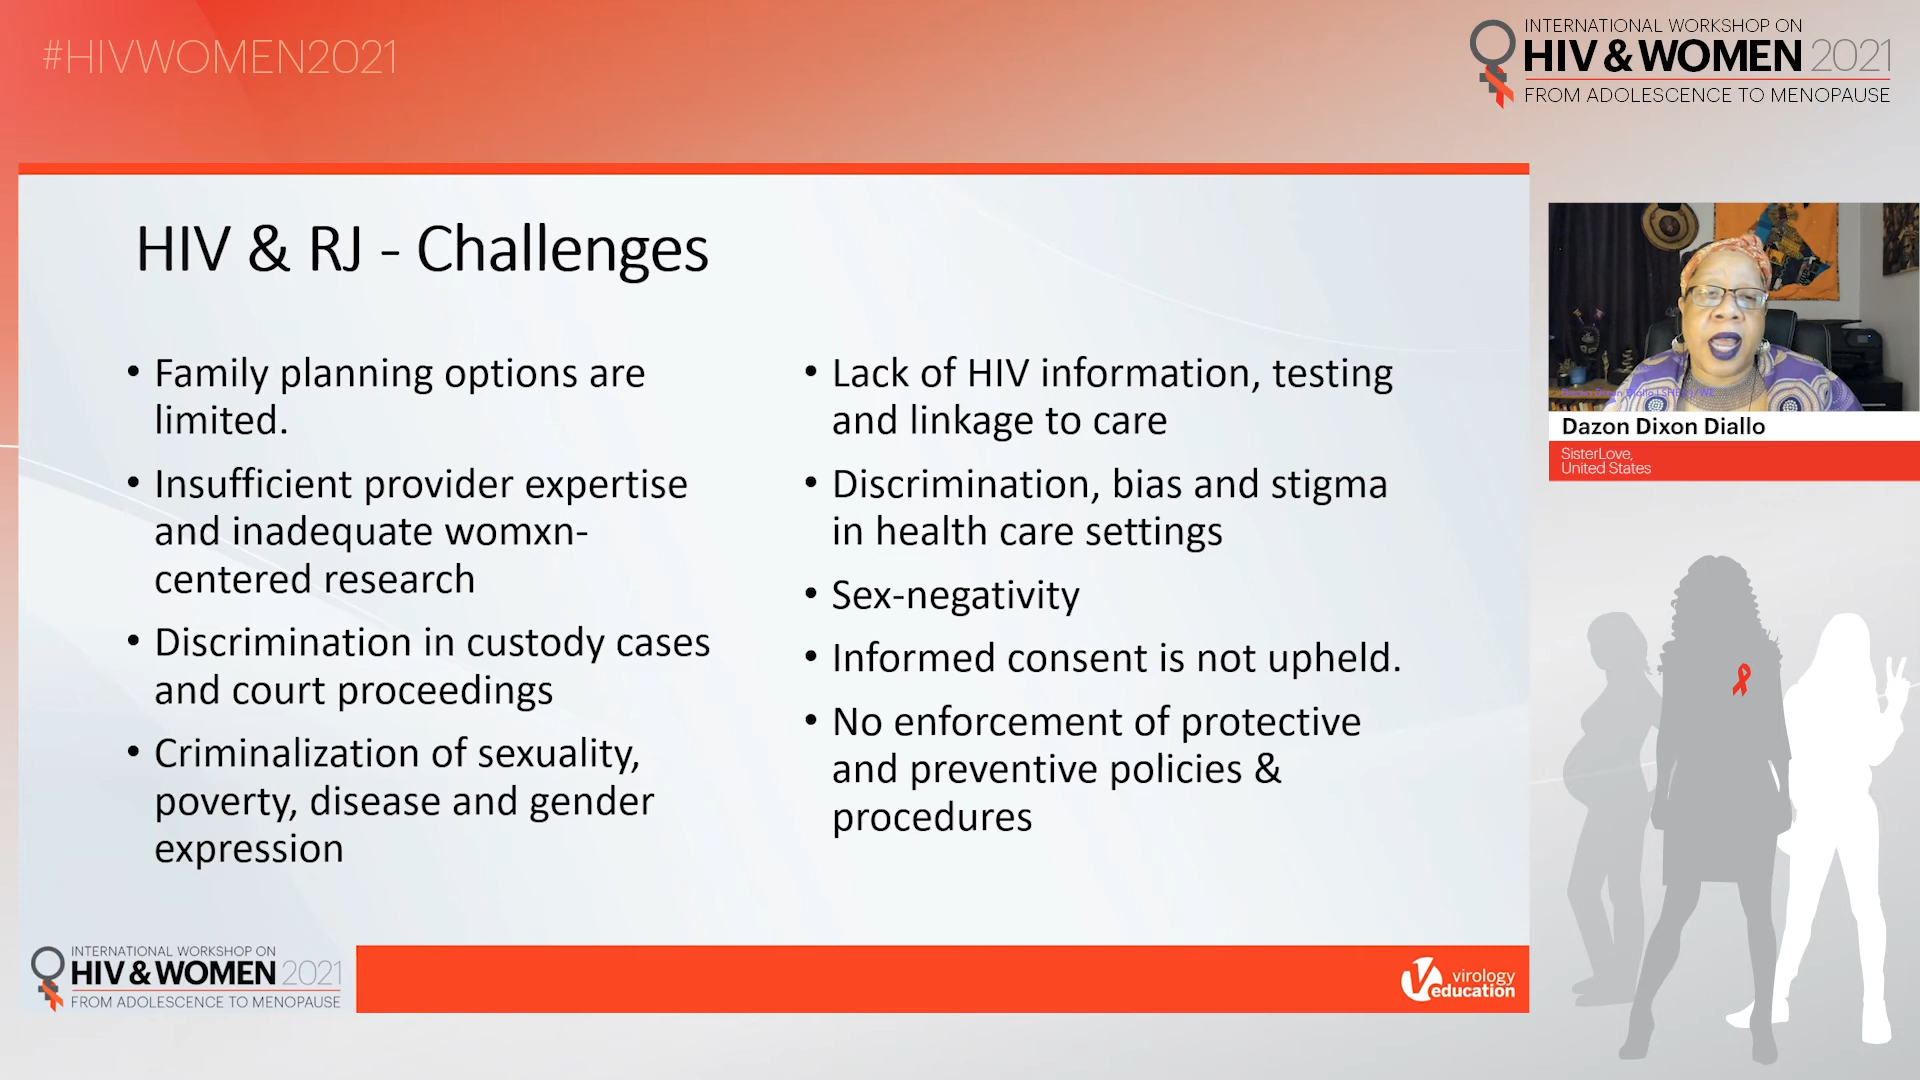 #HIVWOMEN2021
INTERNATIONAL WORKSHOP ON
HIV & WOMEN 2021
FROM ADOLESCENCE TO MENOPAUSE
HIV & RJ - Challenges
• Family planning options are
limited.
• Insufficient provider expertise
and inadequate womxn-
centered research
• Discrimination in custody cases
and court proceedings
• Criminalization of sexuality,
poverty, disease and gender
expression
• Lack of HIV information, testing
and linkage to care
• Discrimination, bias and stigma
in health care settings
• Sex-negativity
• Informed consent is not upheld.
• No enforcement of protective
and preventive policies &
procedures
Dazon Dixon Diallo
SisterLove,
United States
INTERNATIONAL WORKSHOP ON
HIV & WOMEN 2021
FROM ADOLESCENCE TO MENOPAUSE
virology
education